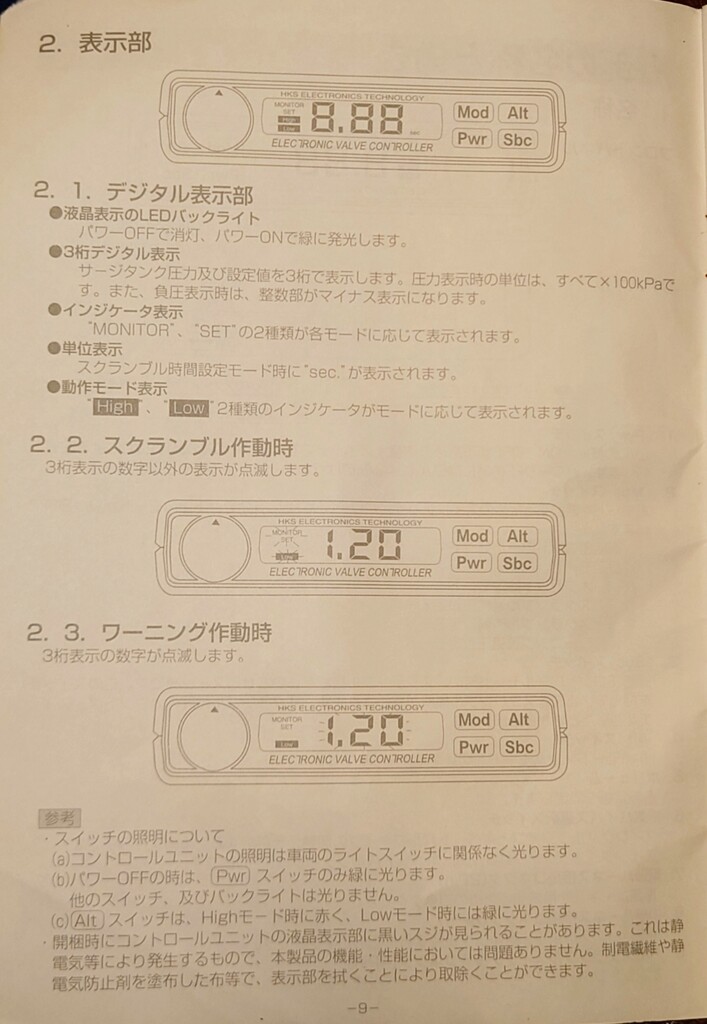 2．表示部
HKS ELECTRONICS TECHNOLOGY
MONITOR
SET
High
Low
8.88
sec
ELECTRONIC VALVE CONTROLLER
Mod Alt
Pwr Sbc
2．1．デジタル表示部
●液晶表示のLEDバックライト
パワーOFFで消灯、パワーONで緑に発光します。
●3桁デジタル表示
サージタンク圧力及び設定値を3桁で表示します。圧力表示時の単位は、すべて×100kPaで
す。また、負圧表示時は、整数部がマイナス表示になります。
●インジケータ表示
"MONITOR"、"SET"の2種類が各モードに応じて表示されます。
●単位表示
スクランブル時間設定モード時に"sec."が表示されます。
●動作モード表示
"High"、"Low"2種類のインジケータがモードに応じて表示されます。
2．2．スクランブル作動時
3桁表示の数字以外の表示が点滅します。
HKS ELECTRONICS TECHNOLOGY
MONITOR
SET
Low
1.20
ELECTRONIC VALVE CONTROLLER
Mod Alt
Pwr Sbc
2．3．ワーニング作動時
3桁表示の数字が点滅します。
HKS ELECTRONICS TECHNOLOGY
MONITOR
SET
Low
1.20
ELECTRONIC VALVE CONTROLLER
Mod Alt
Pwr Sbc
参考
・スイッチの照明について
(a)コントロールユニットの照明は車両のライトスイッチに関係なく光ります。
(b)パワーOFFの時は、Pwrスイッチのみ緑に光ります。
他のスイッチ、及びバックライトは光りません。
(c)Altスイッチは、Highモード時に赤く、Lowモード時には緑に光ります。
・開梱時にコントロールユニットの液晶表示部に黒いスジが見られることがあります。これは静
電気等により発生するもので、本製品の機能・性能においては問題ありません。制電繊維や静
電気防止剤を塗布した布等で、表示部を拭くことにより取除くことができます。
−9−